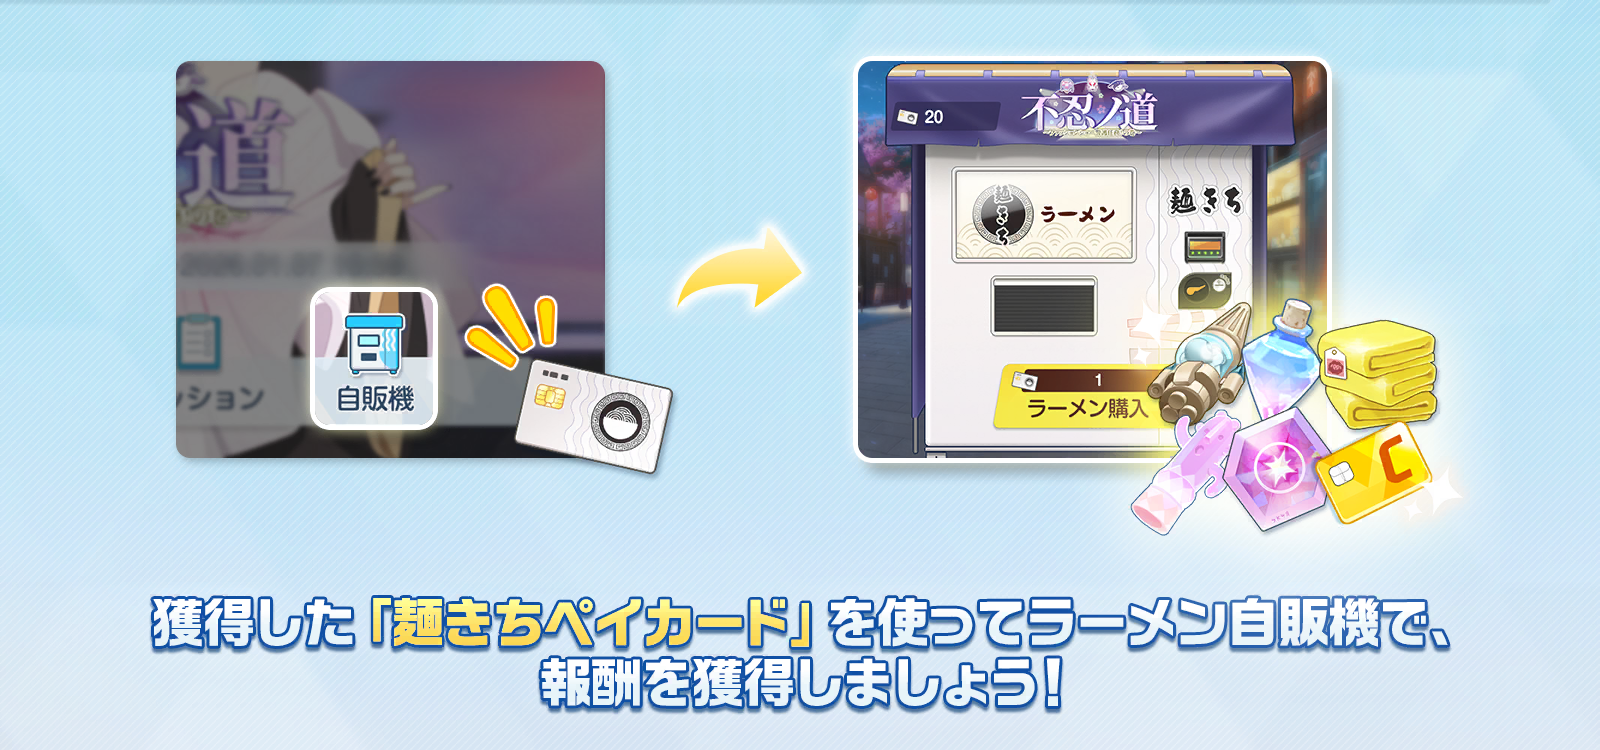 道
ッション
自販機
20
不忍ノ道
麺きち
ラーメン
麺きち
1
ラーメン購入
獲得した「麺きちペイカード」を使ってラーメン自販機で、
報酬を獲得しましょう!